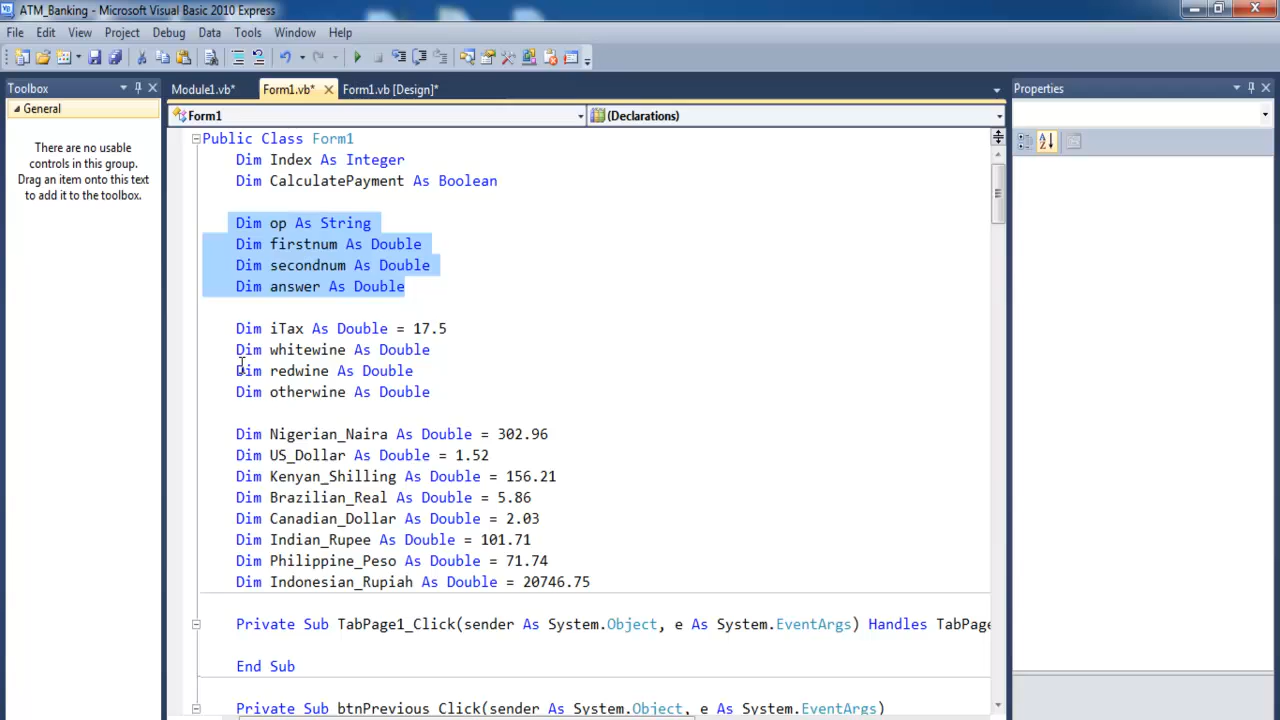 ATM_Banking - Microsoft Visual Basic 2010 Express
File Edit View Project Debug Data Tools Window Help
Toolbox
General
There are no usable
controls in this group.
Drag an item onto this text
to add it to the toolbox.
Module1.vb* Form1.vb* Form1.vb [Design]*
Form1 (Declarations)
Public Class Form1
Dim Index As Integer
Dim CalculatePayment As Boolean
Dim op As String
Dim firstnum As Double
Dim secondnum As Double
Dim answer As Double
Dim iTax As Double = 17.5
Dim whitewine As Double
Dim redwine As Double
Dim otherwine As Double
Dim Nigerian_Naira As Double = 302.96
Dim US_Dollar As Double = 1.52
Dim Kenyan_Shilling As Double = 156.21
Dim Brazilian_Real As Double = 5.86
Dim Canadian_Dollar As Double = 2.03
Dim Indian_Rupee As Double = 101.71
Dim Philippine_Peso As Double = 71.74
Dim Indonesian_Rupiah As Double = 20746.75
Private Sub TabPage1_Click(sender As System.Object, e As System.EventArgs) Handles TabPage
End Sub
Private Sub btnPrevious_Click(sender As System.Object, e As System.EventArgs)
Properties